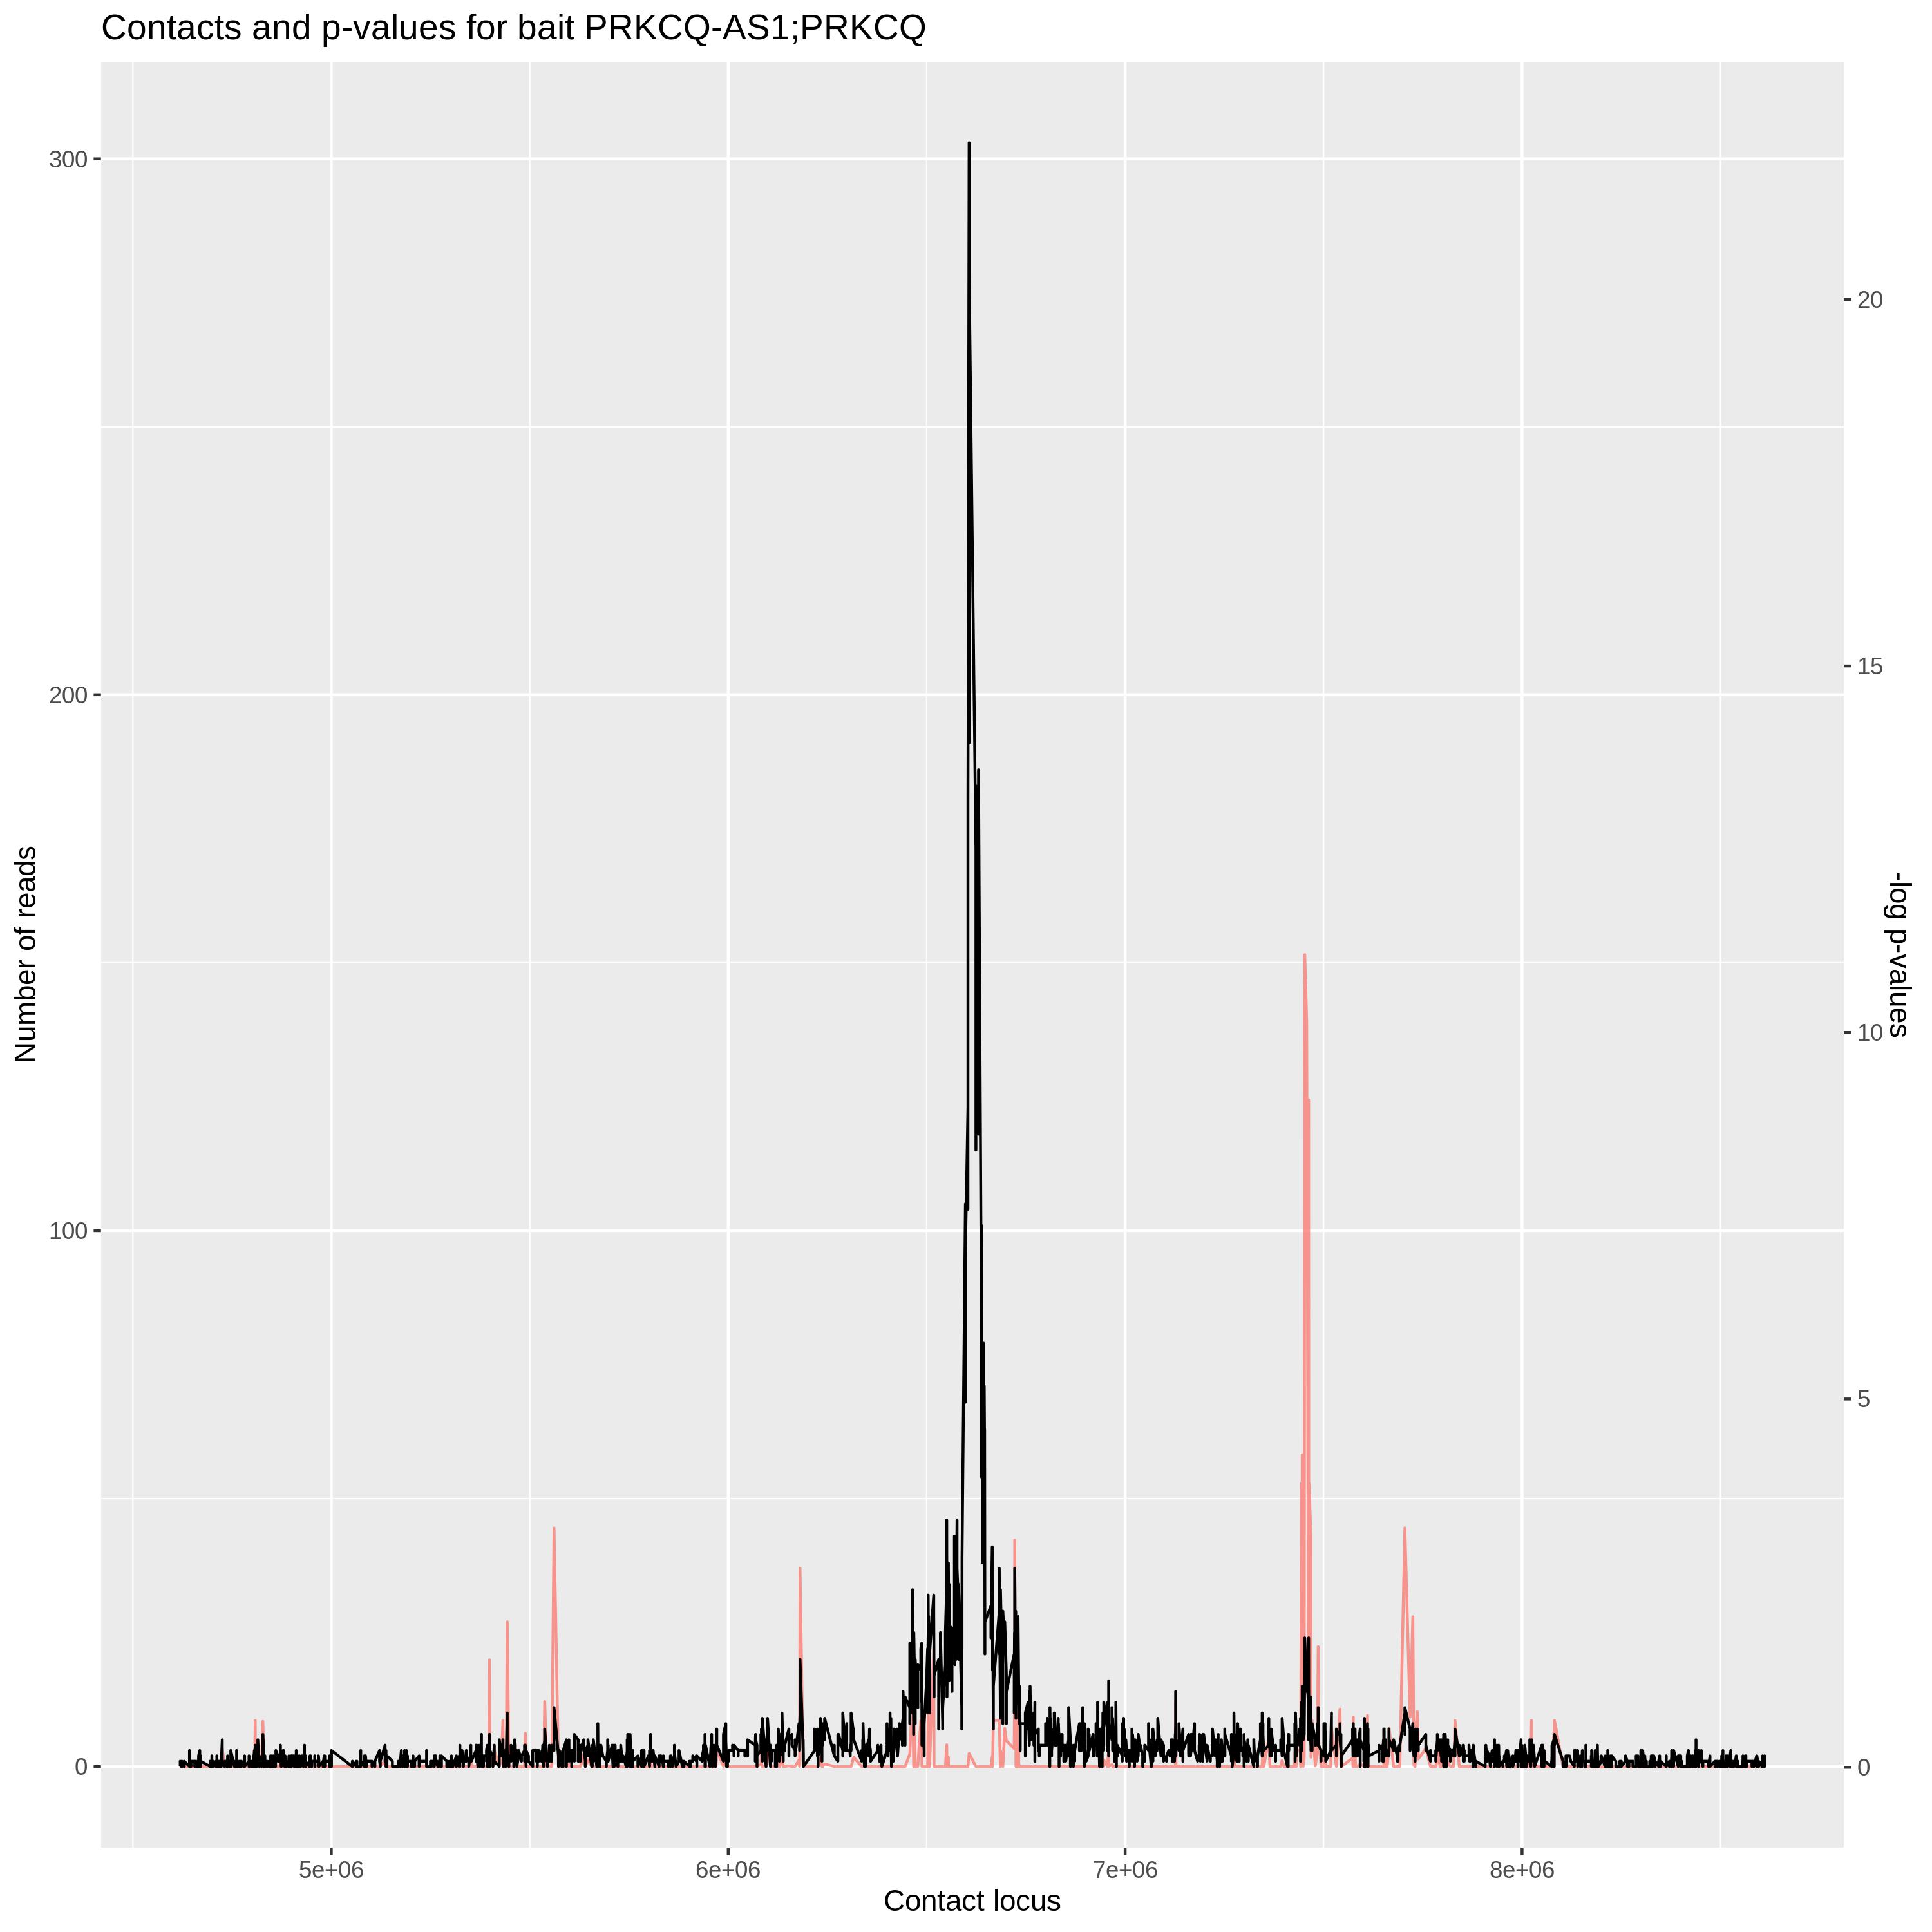 Contacts and p-values for bait PRKCQ-AS1;PRKCQ
300
200
100
0
Number of reads
20
15
10
5
0
-log p-values
5e+06
6e+06
7e+06
8e+06
Contact locus